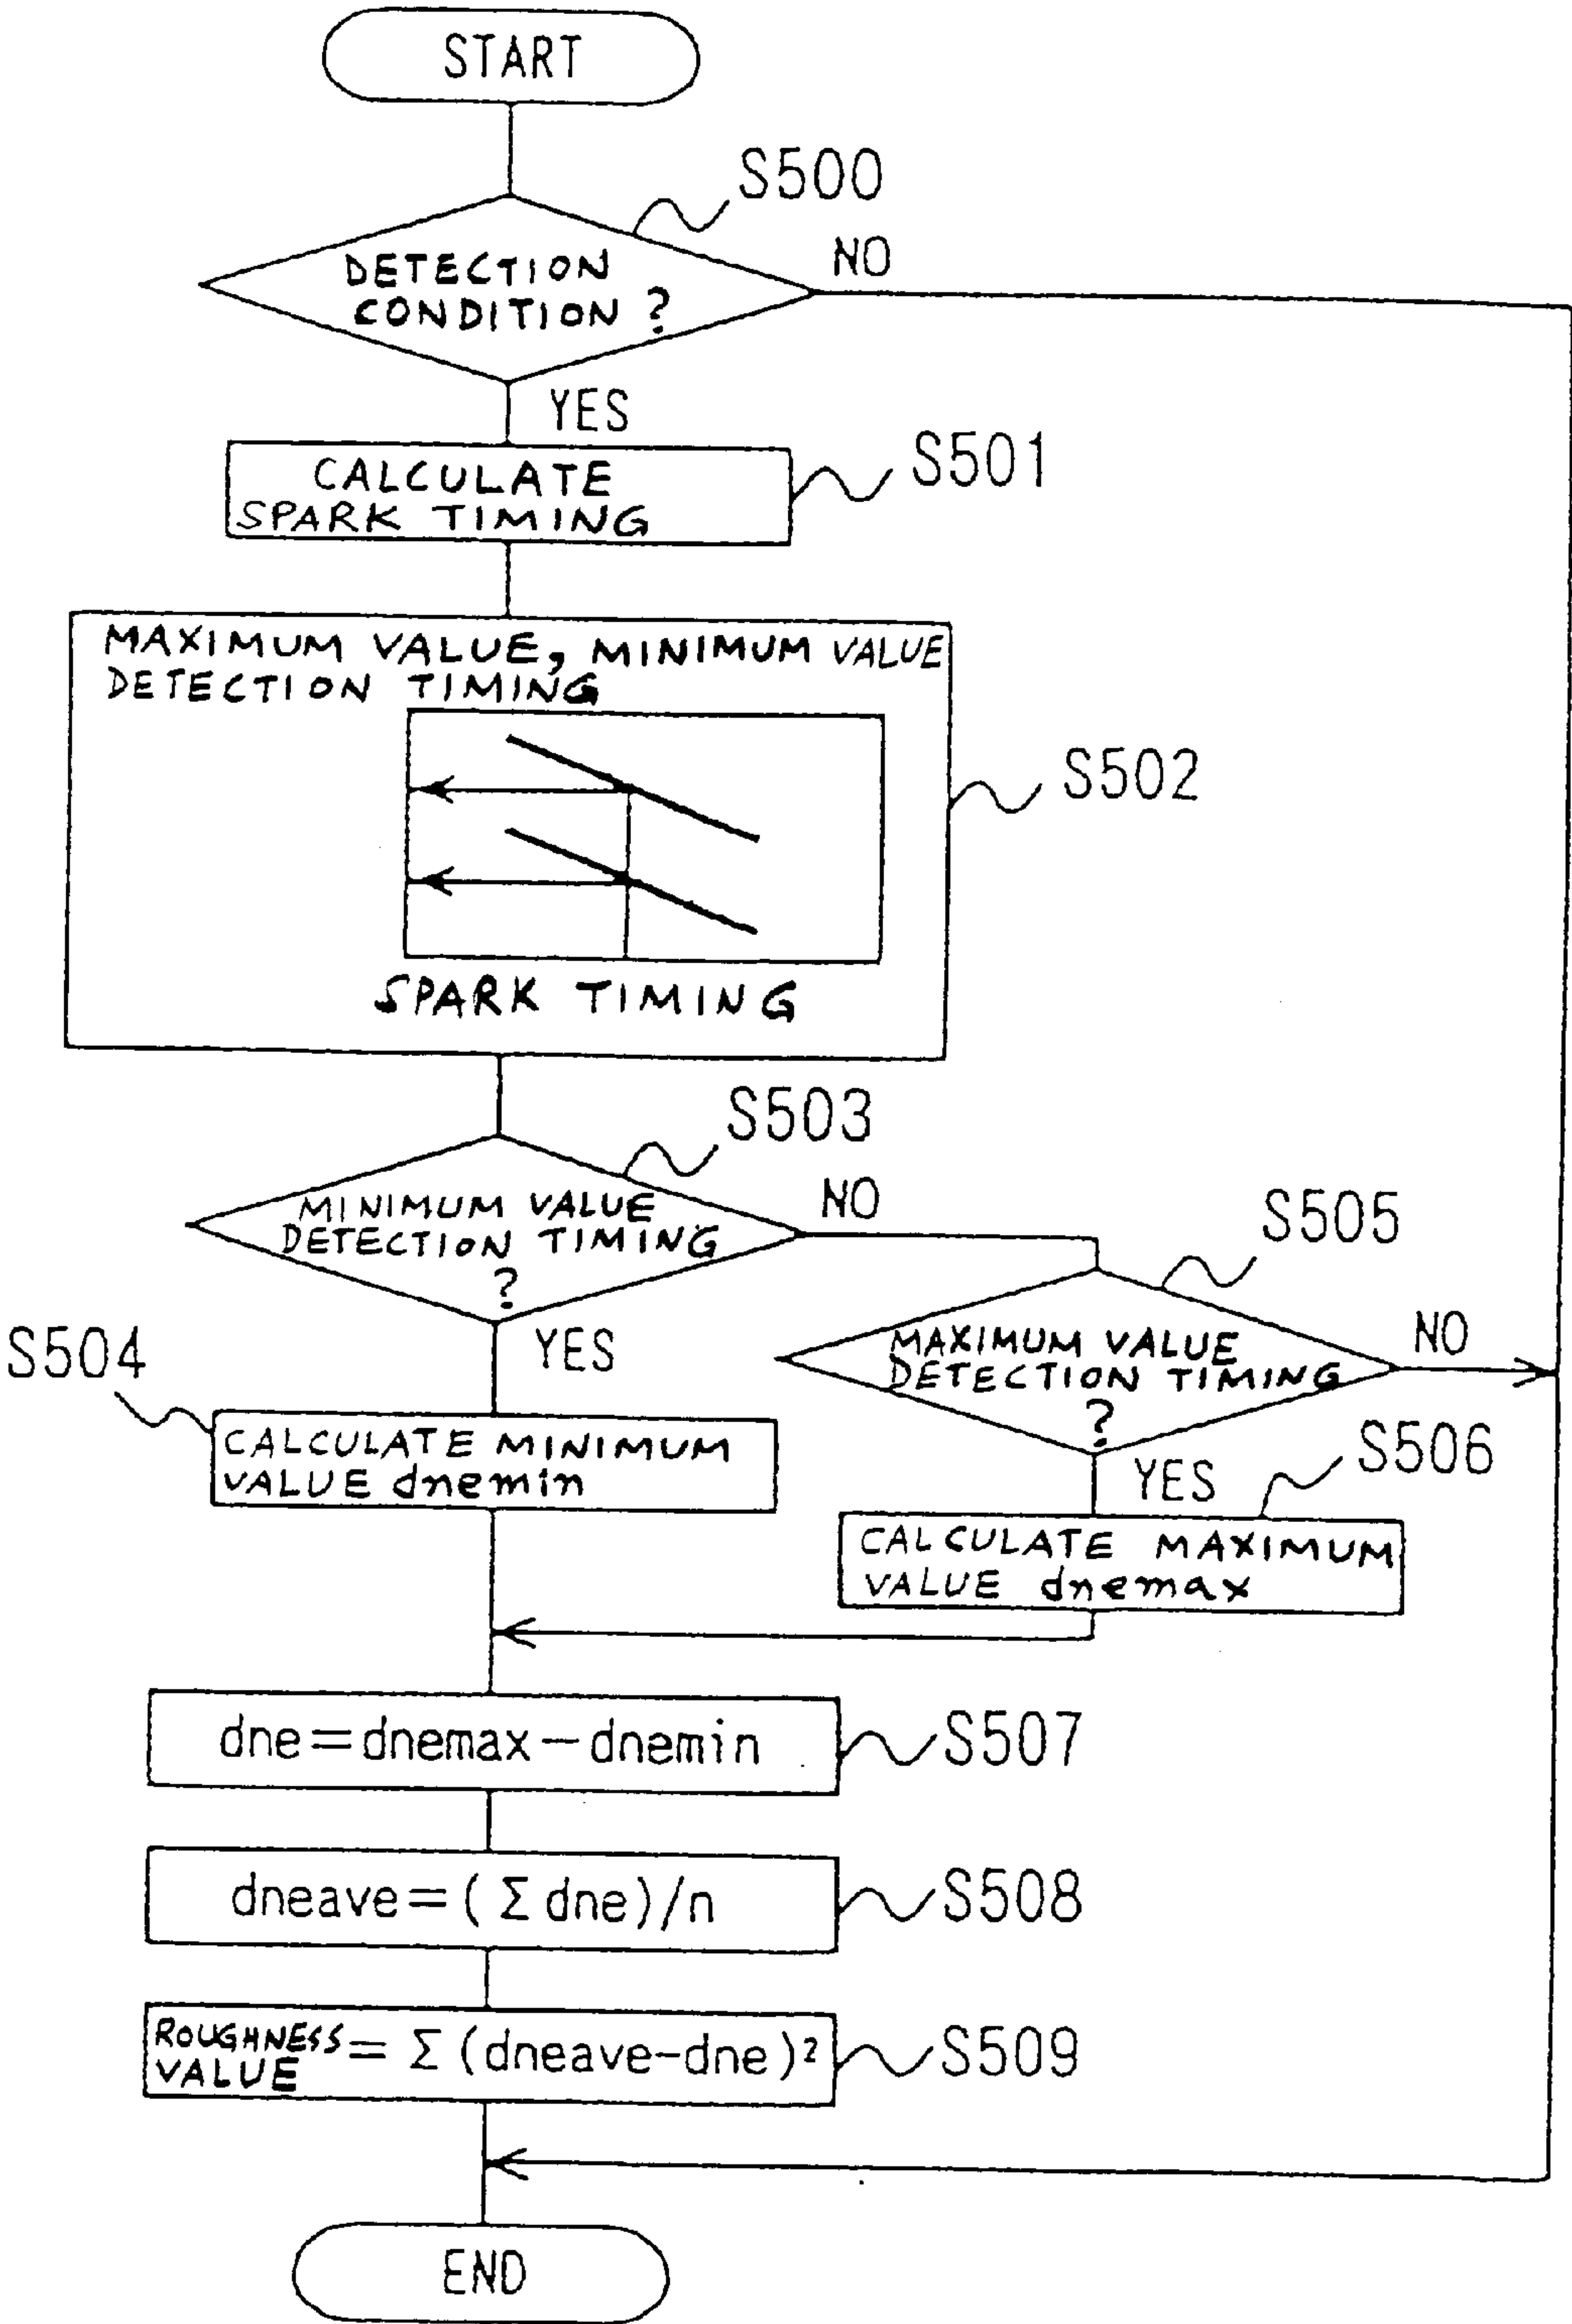 START
S500
DETECTION
CONDITION ?
NO
YES
CALCULATE
SPARK TIMING
S501
MAXIMUM VALUE, MINIMUM VALUE
DETECTION TIMING
SPARK TIMING
S502
S503
MINIMUM VALUE
DETECTION TIMING
?
NO
YES
S505
MAXIMUM VALUE
DETECTION TIMING
?
NO
YES
S504
CALCULATE MINIMUM
VALUE dnemin
S506
CALCULATE MAXIMUM
VALUE dnemax
dne=dnemax-dnemin
S507
dneave=(Σdne)/n
S508
ROUGHNESS
VALUE = Σ(dneave-dne)²
S509
END